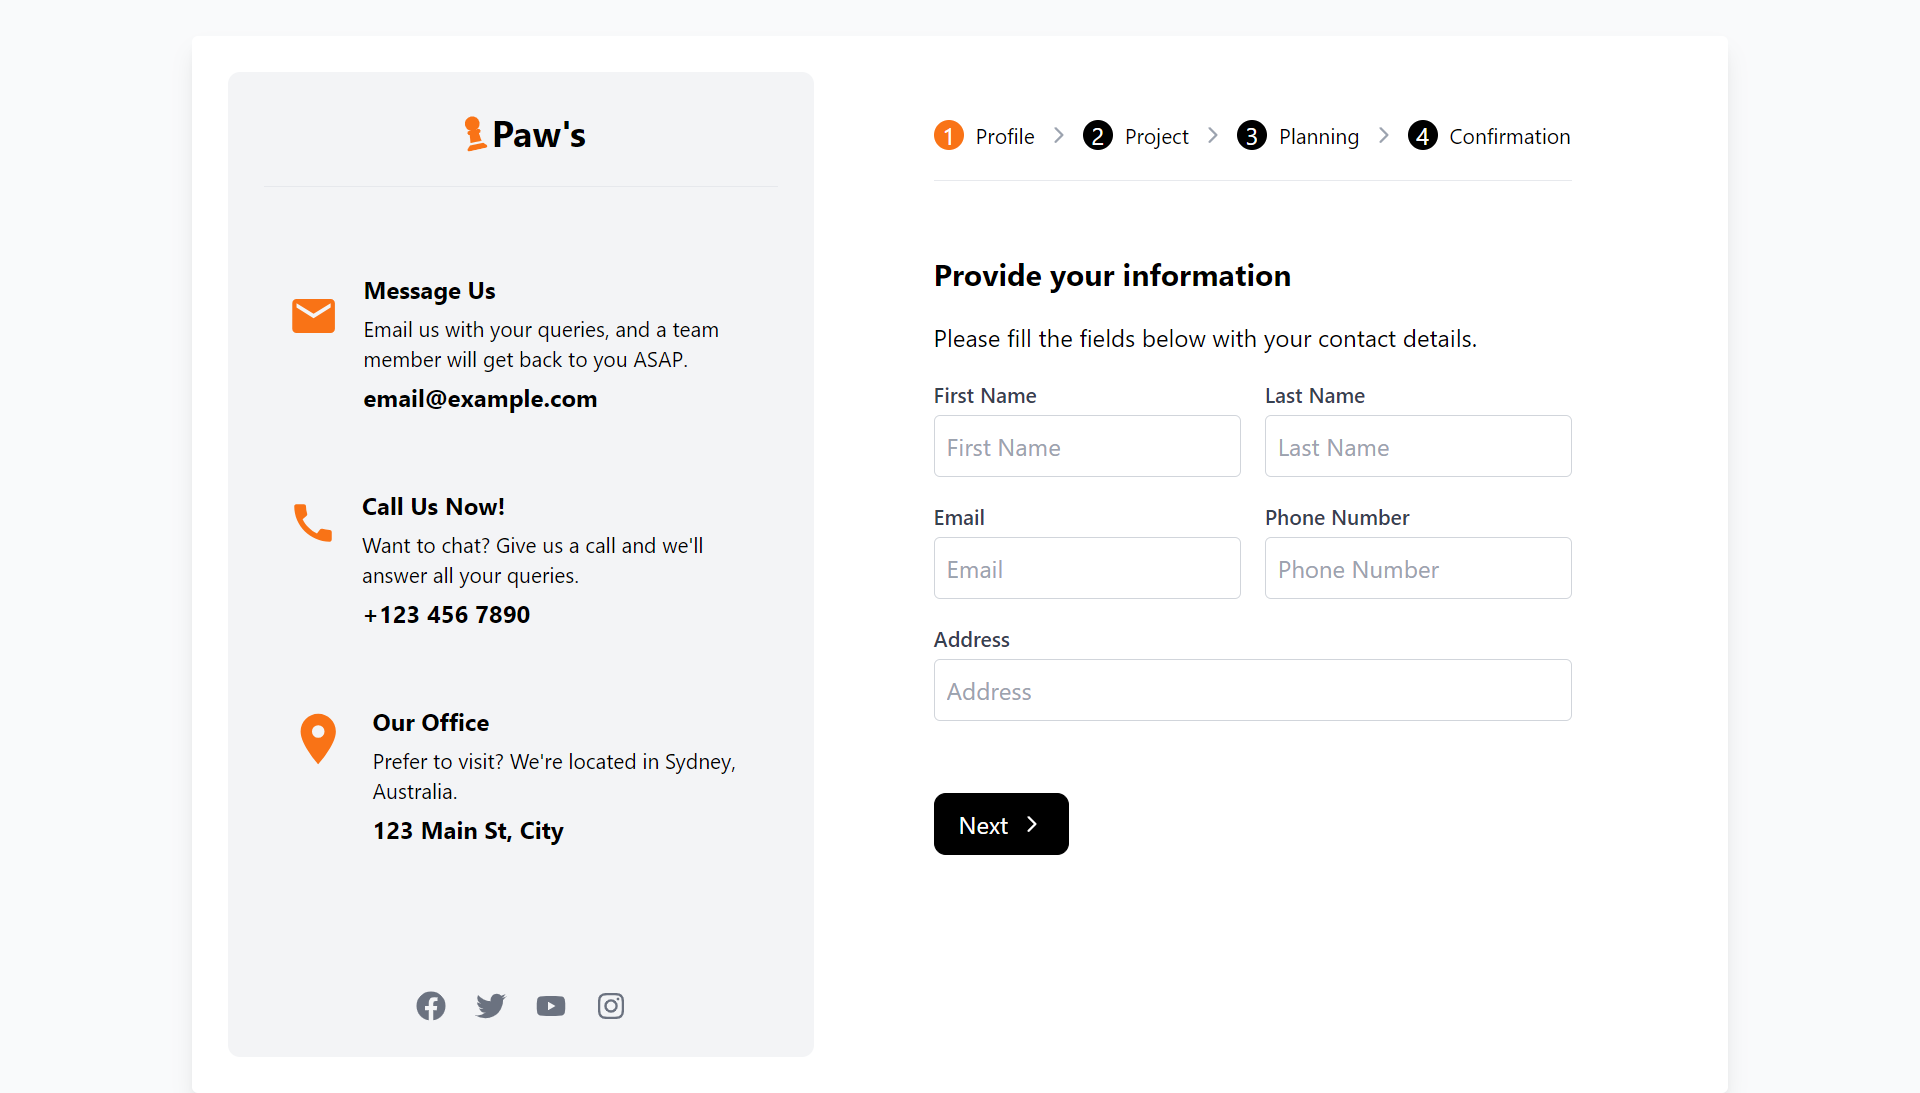 Paw's
Message Us
Email us with your queries, and a team
member will get back to you ASAP.
email@example.com
Call Us Now!
Want to chat? Give us a call and we'll
answer all your queries.
+123 456 7890
Our Office
Prefer to visit? We're located in Sydney,
Australia.
123 Main St, City
1 Profile 2 Project 3 Planning 4 Confirmation
Provide your information
Please fill the fields below with your contact details.
First Name Last Name
First Name Last Name
Email Phone Number
Email Phone Number
Address
Address
Next